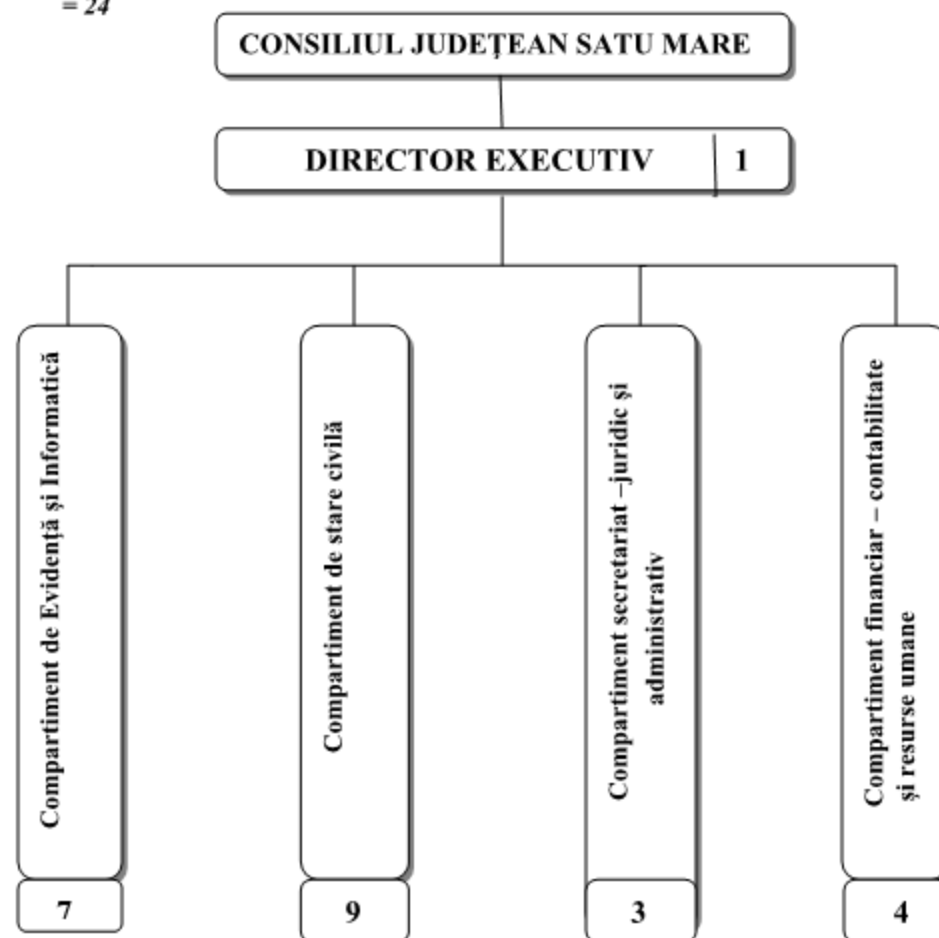 = 24
CONSILIUL JUDEȚEAN SATU MARE
DIRECTOR EXECUTIV 1
Compartiment de Evidență și Informatică
7
Compartiment de stare civilă
9
Compartiment secretariat –juridic și
administrativ
3
Compartiment financiar – contabilitate
și resurse umane
4